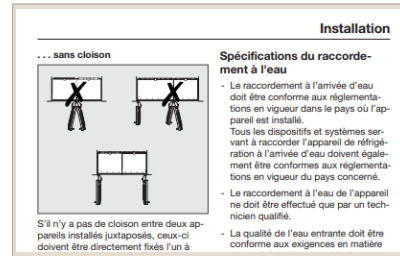 Installation
. . . sans cloison
S'il n'y a pas de cloison entre deux ap-
pareils installés juxtaposés, ceux-ci
doivent être directement fixés l'un à
Spécifications du raccorde-
ment à l'eau
- Le raccordement à l'arrivée d'eau
doit être conforme aux réglementa-
tions en vigueur dans le pays où l'ap-
pareil est installé.
Tous les dispositifs et systèmes ser-
vant à raccorder l'appareil de réfrigé-
ration à l'arrivée d'eau doivent égale-
ment être conformes aux réglementa-
tions en vigueur du pays concerné.
- Le raccordement à l'eau de l'appareil
ne doit être effectué que par un tech-
nicien qualifié.
- La qualité de l'eau entrante doit être
conforme aux exigences en matière